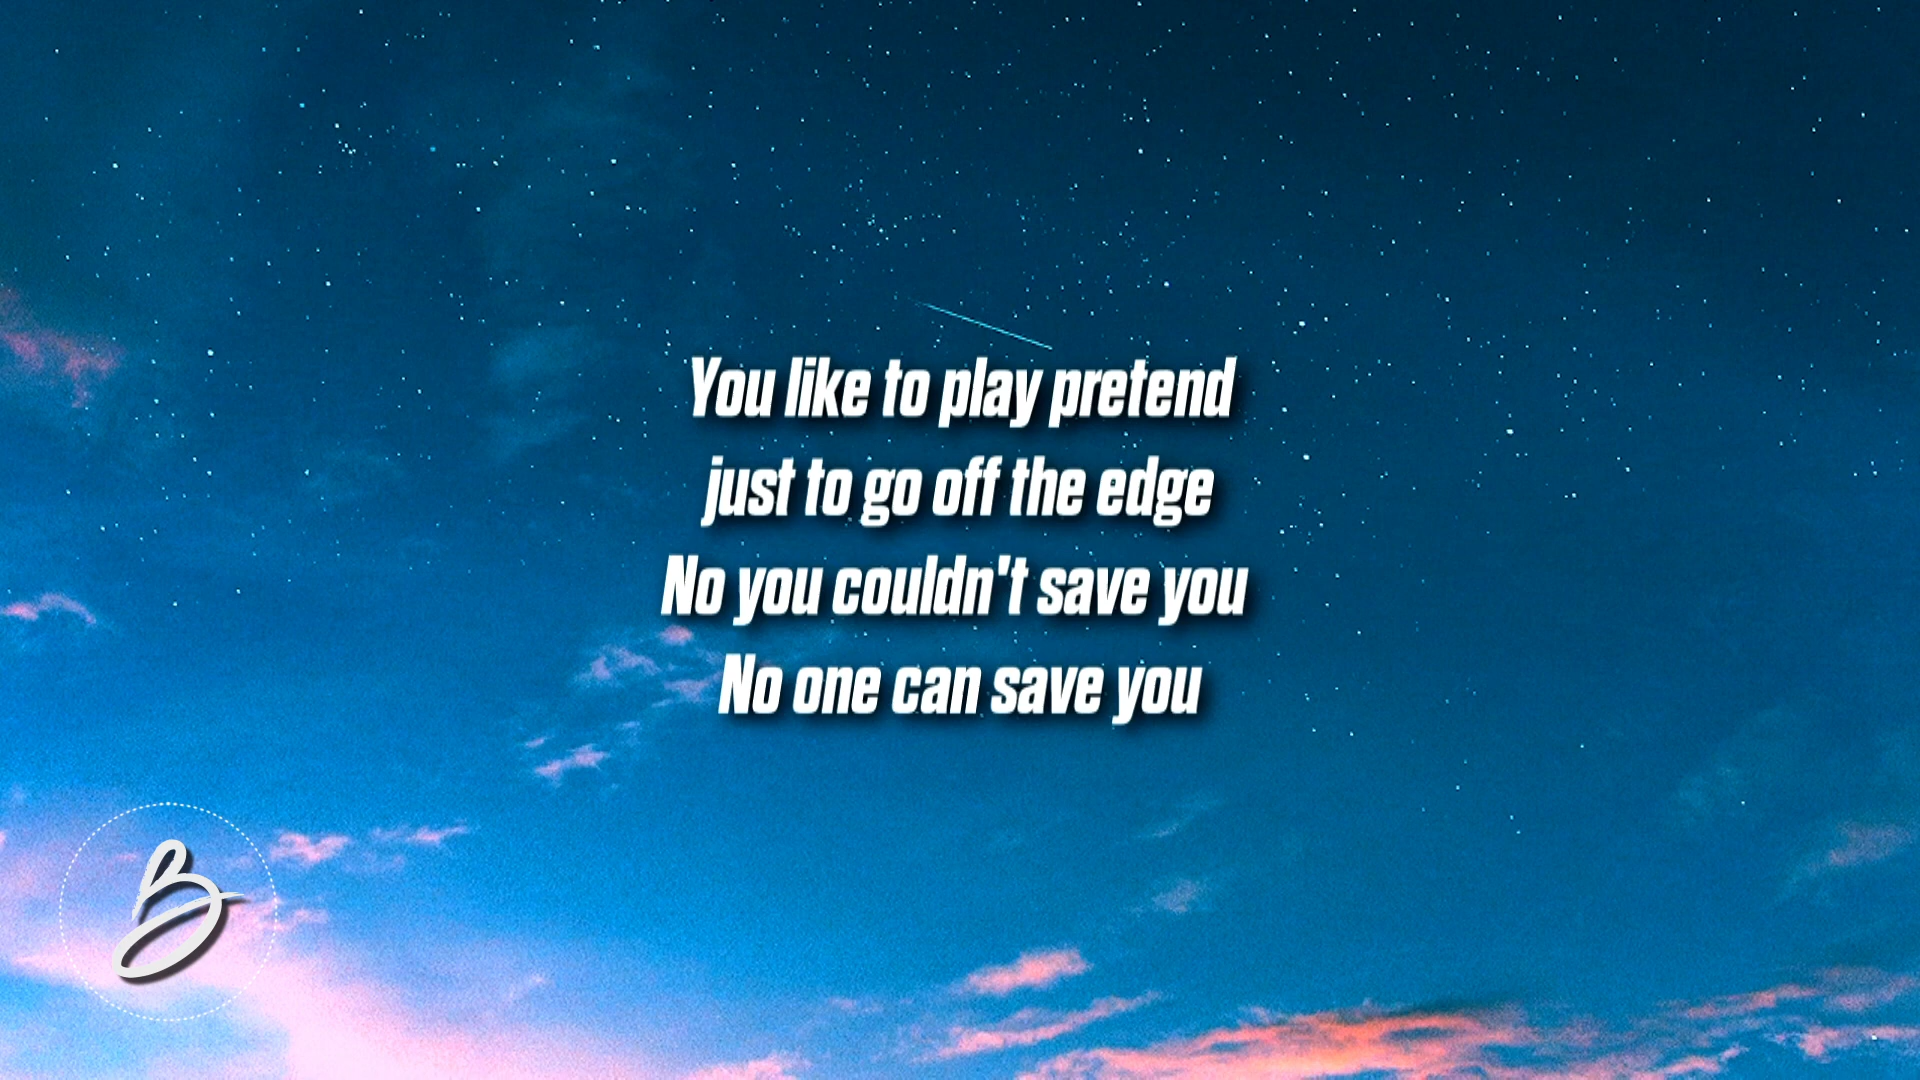 You like to play pretend
just to go off the edge
No you couldn't save you
No one can save you
B